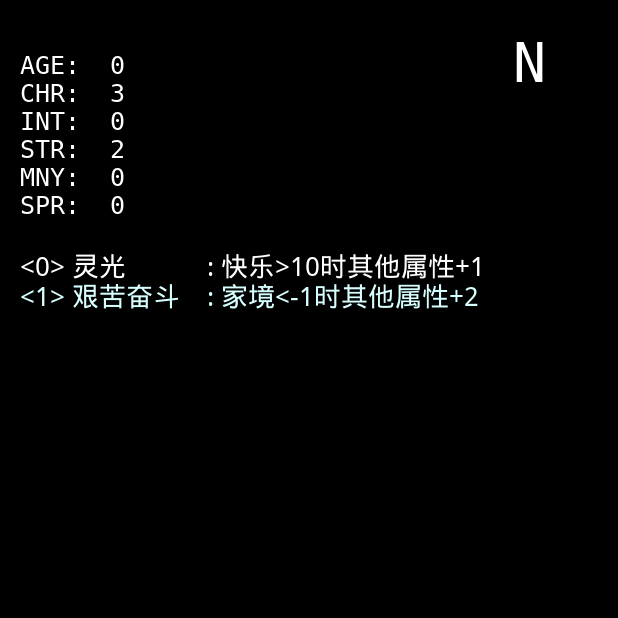 N
AGE: 0
CHR: 3
INT: 0
STR: 2
MNY: 0
SPR: 0
<0> 灵光 : 快乐>10时其他属性+1
<1> 艰苦奋斗 : 家境<-1时其他属性+2